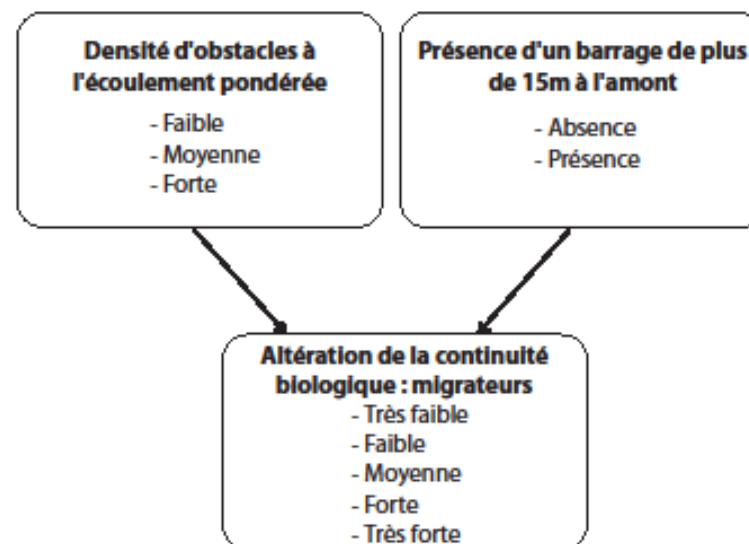 Densité d'obstacles à
l'écoulement pondérée
- Faible
- Moyenne
- Forte
Présence d'un barrage de plus
de 15m à l'amont
- Absence
- Présence
Altération de la continuité
biologique : migrateurs
- Très faible
- Faible
- Moyenne
- Forte
- Très forte